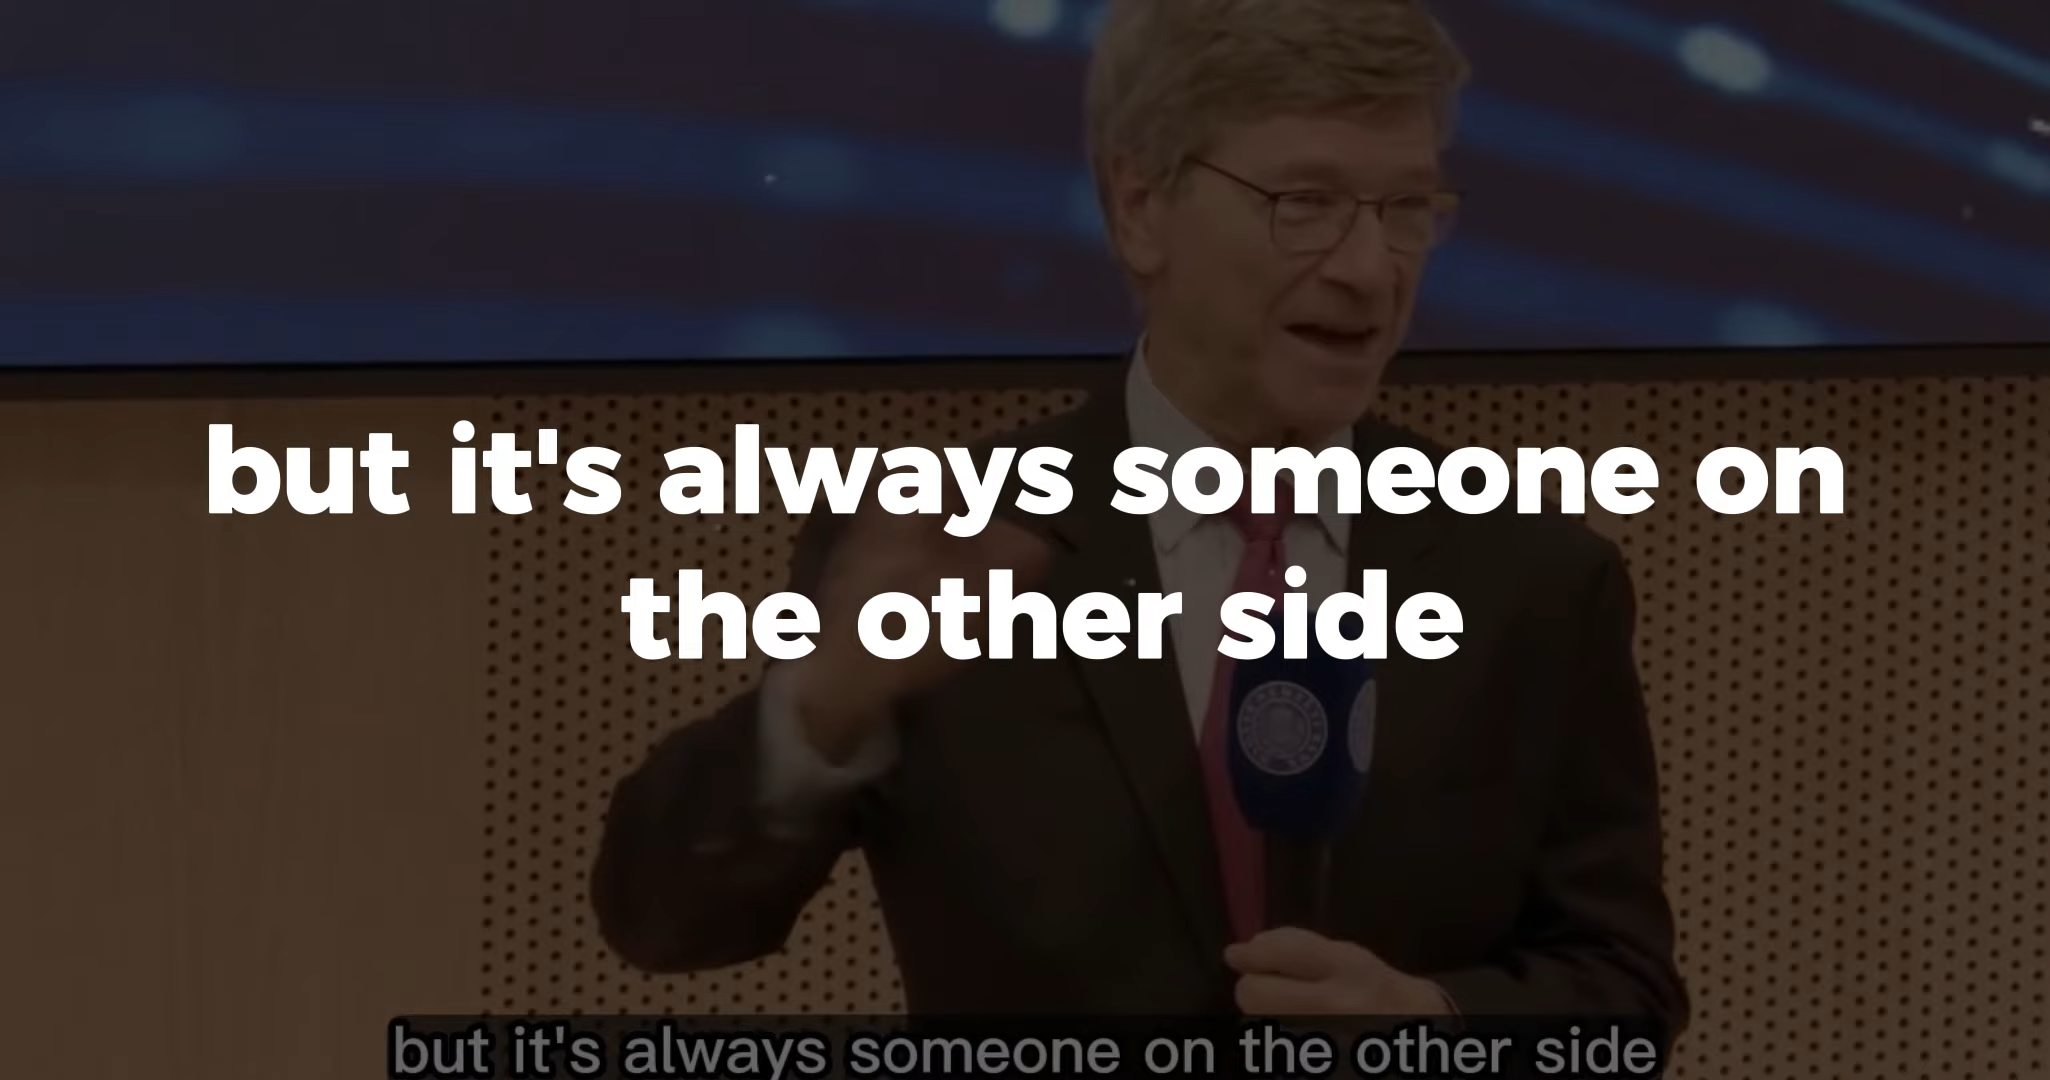 but it's always someone on
the other side
but it's always someone on the other side